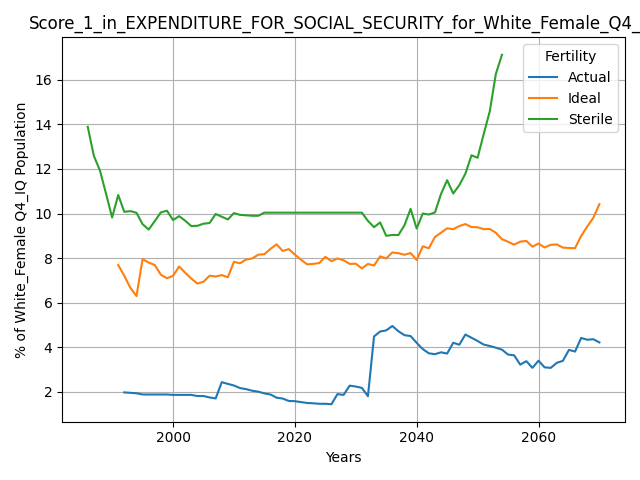 Score_1_in_EXPENDITURE_FOR_SOCIAL_SECURITY_for_White_Female_Q4_
Fertility
Actual
Ideal
Sterile
% of White_Female Q4_IQ Population
16
14
12
10
8
6
4
2
2000 2020 2040 2060
Years